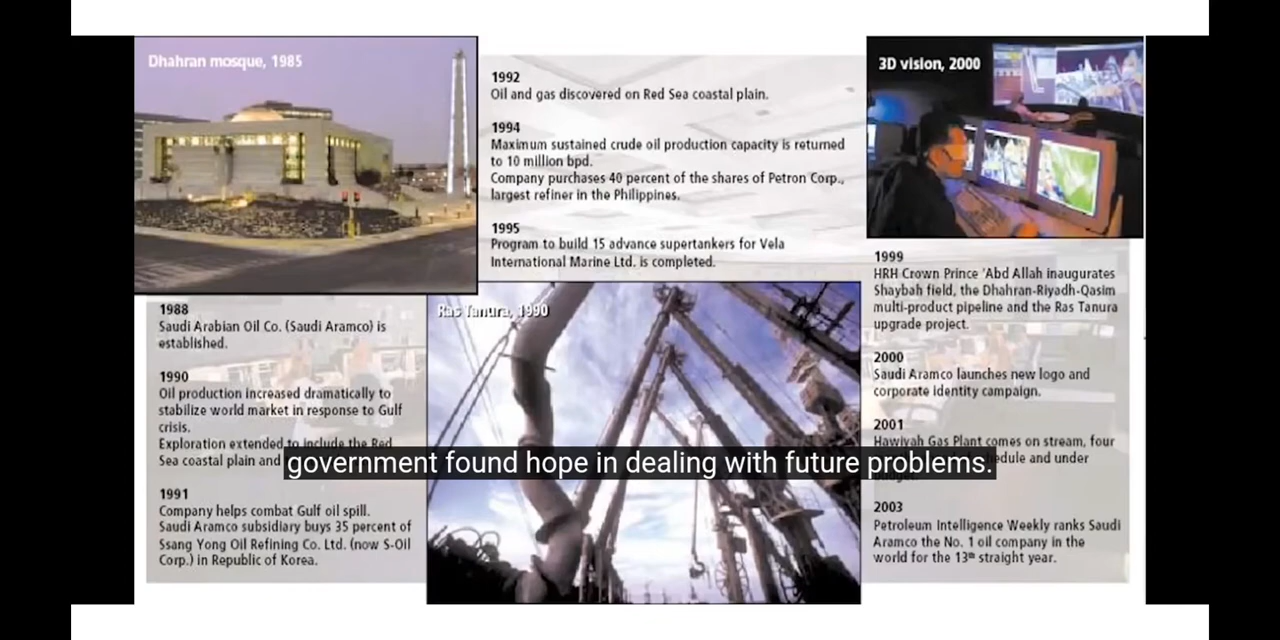 Dhahran mosque, 1985
1988
Saudi Arabian Oil Co. (Saudi Aramco) is
established.
1990
Oil production increased dramatically to
stabilize world market in response to Gulf
crisis.
Exploration extended to include the Red
Sea coastal plain and
1991
Company helps combat Gulf oil spill.
Saudi Aramco subsidiary buys 35 percent of
Ssang Yong Oil Refining Co. Ltd. (now S-Oil
Corp.) in Republic of Korea.
1992
Oil and gas discovered on Red Sea coastal plain.
1994
Maximum sustained crude oil production capacity is returned
to 10 million bpd.
Company purchases 40 percent of the shares of Petron Corp.,
largest refiner in the Philippines.
1995
Program to build 15 advance supertankers for Vela
International Marine Ltd. is completed.
Ras Tanura, 1990
3D vision, 2000
1999
HRH Crown Prince 'Abd Allah inaugurates
Shaybah field, the Dhahran-Riyadh-Qasim
multi-product pipeline and the Ras Tanura
upgrade project.
2000
Saudi Aramco launches new logo and
corporate identity campaign.
2001
Hawiyah Gas Plant comes on stream, four
schedule and under
2003
Petroleum Intelligence Weekly ranks Saudi
Aramco the No. 1 oil company in the
world for the 13th straight year.
government found hope in dealing with future problems.